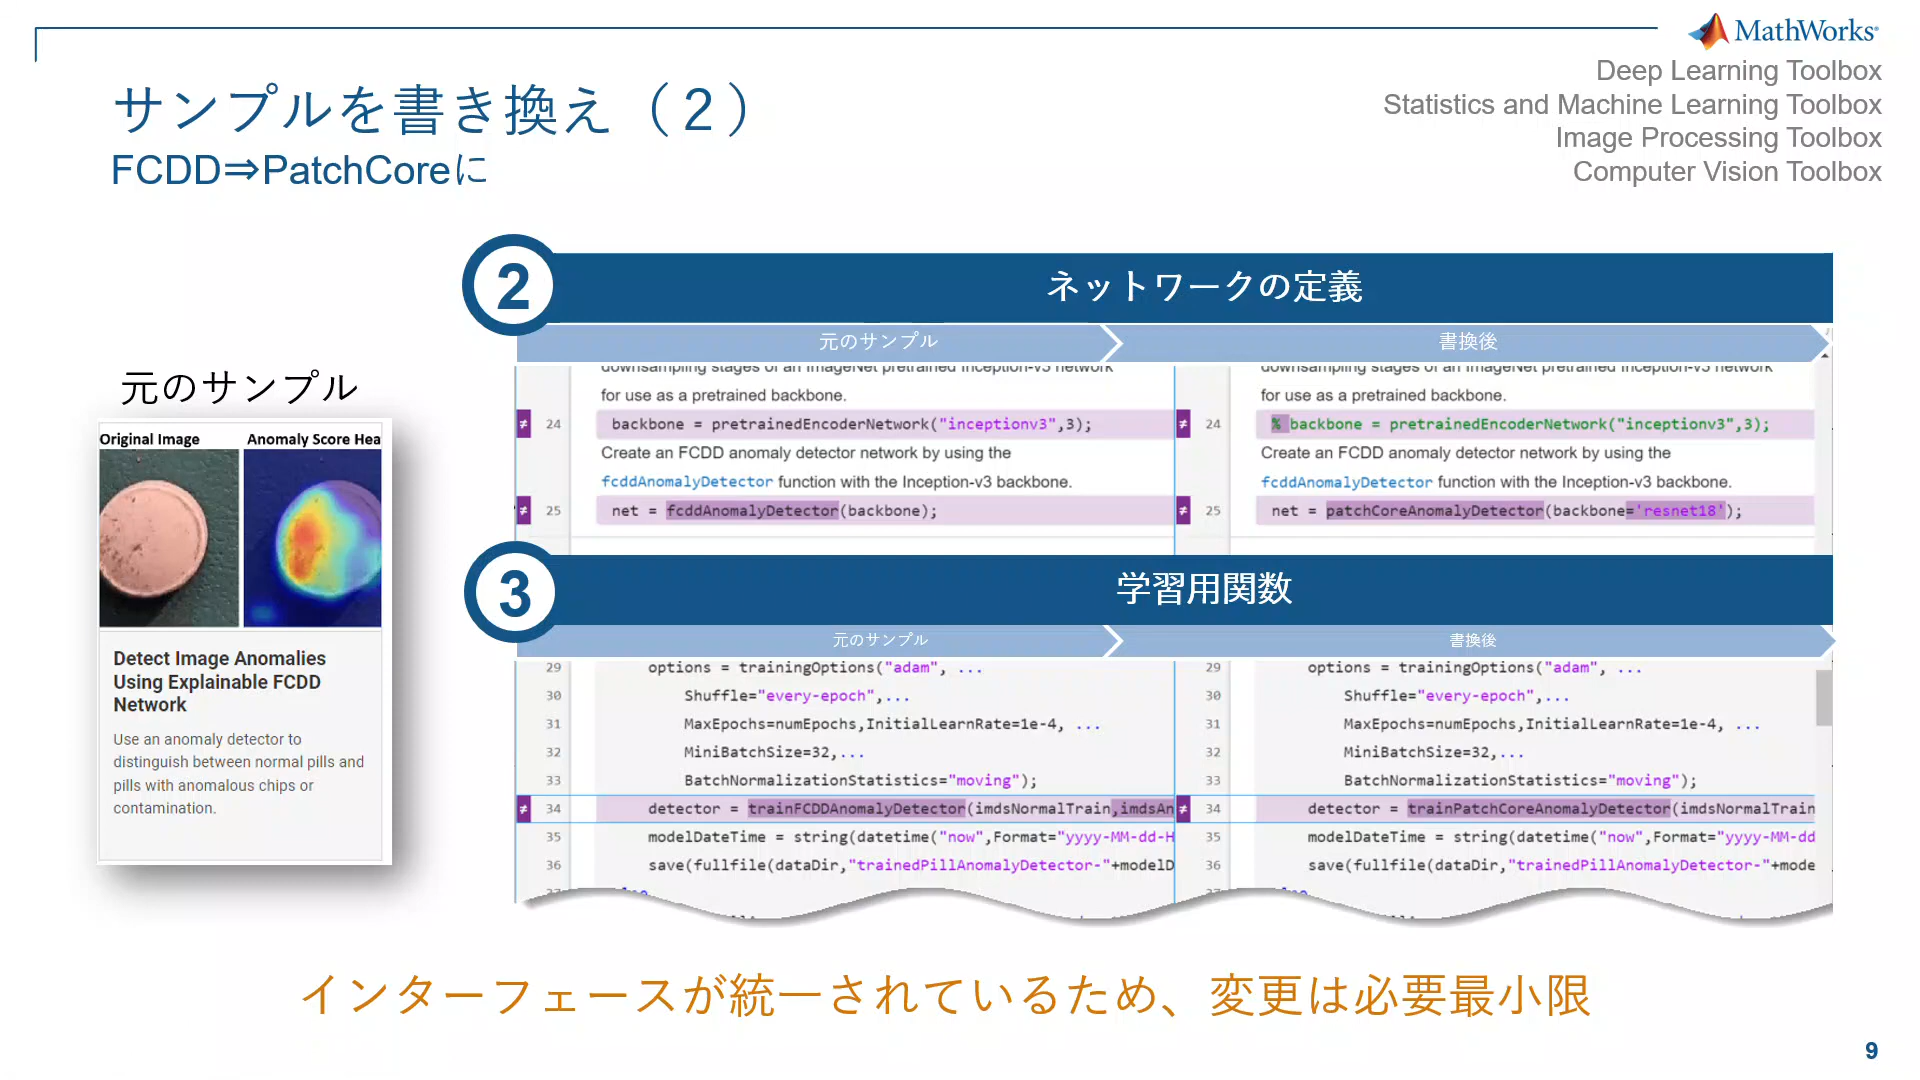 MathWorks®
Deep Learning Toolbox
Statistics and Machine Learning Toolbox
Image Processing Toolbox
Computer Vision Toolbox
サンプルを書き換え（２）
FCDD⇒PatchCoreに
元のサンプル
Original Image Anomaly Score Hea
Detect Image Anomalies
Using Explainable FCDD
Network
Use an anomaly detector to
distinguish between normal pills and
pills with anomalous chips or
contamination.
2 ネットワークの定義
元のサンプル
downsampling stages of an ImageNet pretrained Inception-v3 network
for use as a pretrained backbone.
≠ 24 backbone = pretrainedEncoderNetwork("inceptionv3",3);
Create an FCDD anomaly detector network by using the
fcddAnomalyDetector function with the Inception-v3 backbone.
≠ 25 net = fcddAnomalyDetector(backbone);
書換後
downsampling stages of an ImageNet pretrained Inception-v3 network
for use as a pretrained backbone.
≠ 24 % backbone = pretrainedEncoderNetwork("inceptionv3",3);
Create an FCDD anomaly detector network by using the
fcddAnomalyDetector function with the Inception-v3 backbone.
≠ 25 net = patchCoreAnomalyDetector(backbone='resnet18');
3 学習用関数
元のサンプル
29 options = trainingOptions("adam", ...
30 Shuffle="every-epoch",...
31 MaxEpochs=numEpochs,InitialLearnRate=1e-4, ...
32 MiniBatchSize=32,...
33 BatchNormalizationStatistics="moving");
≠ 34 detector = trainFCDDAnomalyDetector(imdsNormalTrain,imdsAn
35 modelDateTime = string(datetime("now",Format="yyyy-MM-dd-H
36 save(fullfile(dataDir,"trainedPillAnomalyDetector-"+modelD
書換後
29 options = trainingOptions("adam", ...
30 Shuffle="every-epoch",...
31 MaxEpochs=numEpochs,InitialLearnRate=1e-4, ...
32 MiniBatchSize=32,...
33 BatchNormalizationStatistics="moving");
≠ 34 detector = trainPatchCoreAnomalyDetector(imdsNormalTrain
35 modelDateTime = string(datetime("now",Format="yyyy-MM-dd
36 save(fullfile(dataDir,"trainedPillAnomalyDetector-"+mode
インターフェースが統一されているため、変更は必要最小限
9